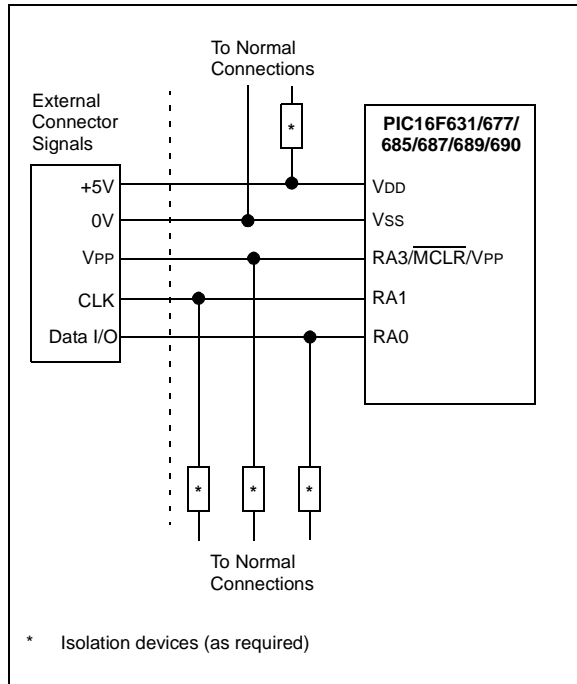 To Normal
Connections
External
Connector
Signals
*
PIC16F631/677/
685/687/689/690
+5V
VDD
0V
VSS
VPP
RA3/MCLR/VPP
CLK
RA1
Data I/O
RA0
* * *
To Normal
Connections
* Isolation devices (as required)